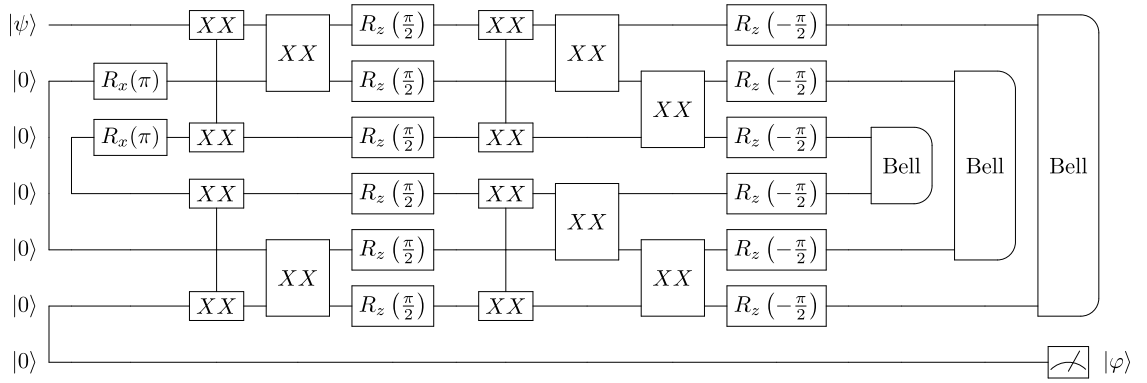 |ψ⟩ XX XX R_z(π/2) XX XX R_z(-π/2)
|0⟩ R_x(π) R_z(π/2) XX R_z(-π/2)
|0⟩ R_x(π) XX R_z(π/2) XX R_z(-π/2) Bell Bell Bell
|0⟩ XX R_z(π/2) XX XX R_z(-π/2)
|0⟩ XX R_z(π/2) XX R_z(-π/2)
|0⟩ XX R_z(π/2) XX R_z(-π/2)
|0⟩ |φ⟩